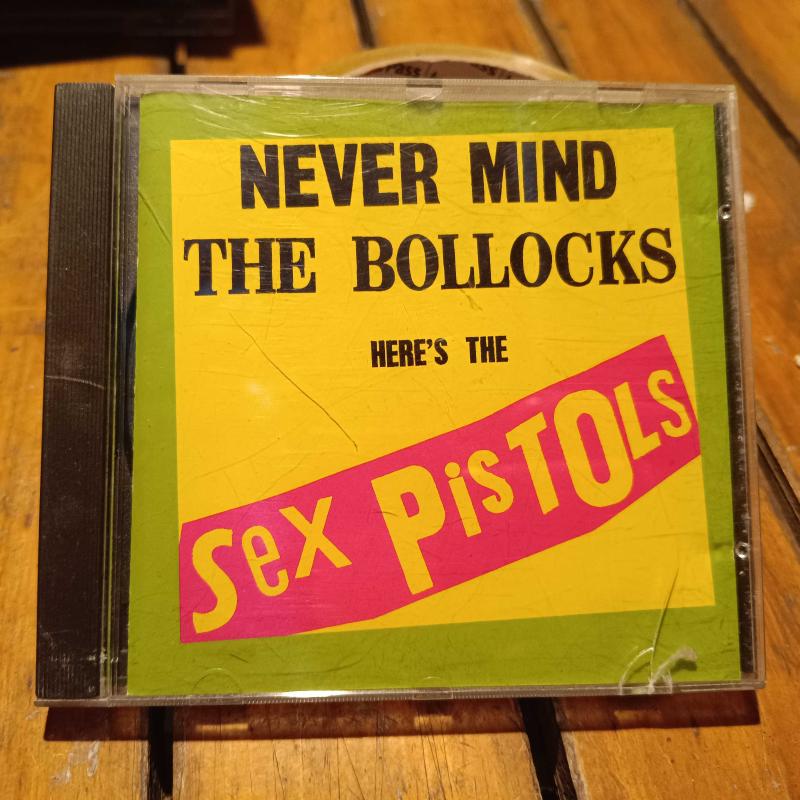 NEVER MIND
THE BOLLOCKS
HERE'S THE
Sex PisTOLS